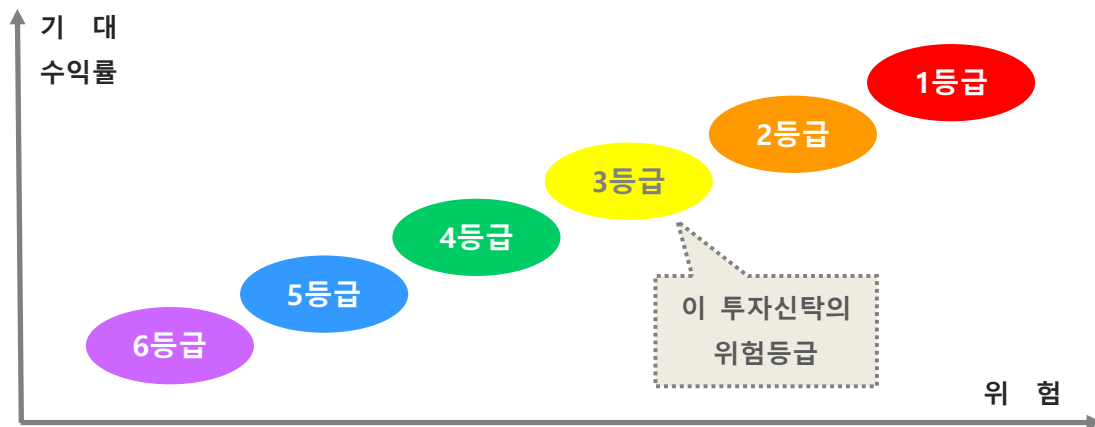 기 대
수익률
1등급
2등급
3등급
4등급
5등급
6등급
이 투자신탁의
위험등급
위 험